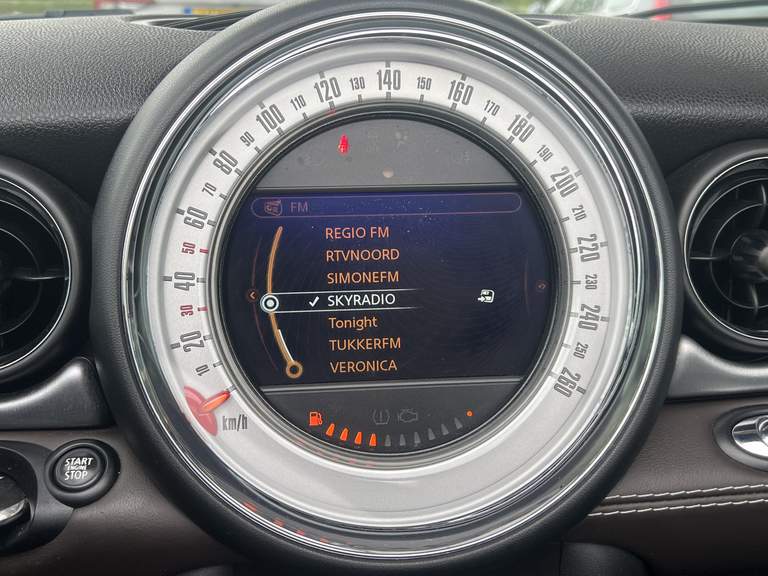 FM
REGIO FM
RTVNOORD
SIMONEFM
SKYRADIO
Tonight
TUKKERFM
VERONICA
10
20
30
40
50
60
70
80
90
100
110
120
130
140
150
160
170
180
190
200
210
220
230
240
250
260
km/h
START
ENGINE
STOP